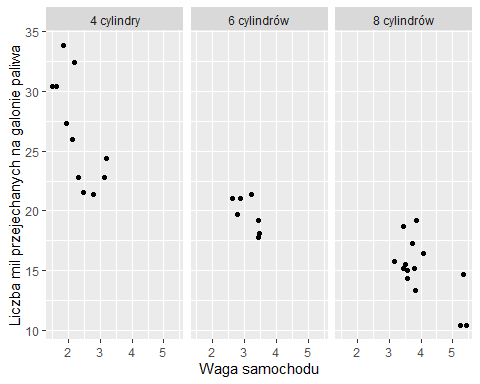 4 cylindry
6 cylindrów
8 cylindrów
Liczba mil przejechanych na galonie paliwa
35
30
25
20
15
10
2 3 4 5
2 3 4 5
2 3 4 5
Waga samochodu